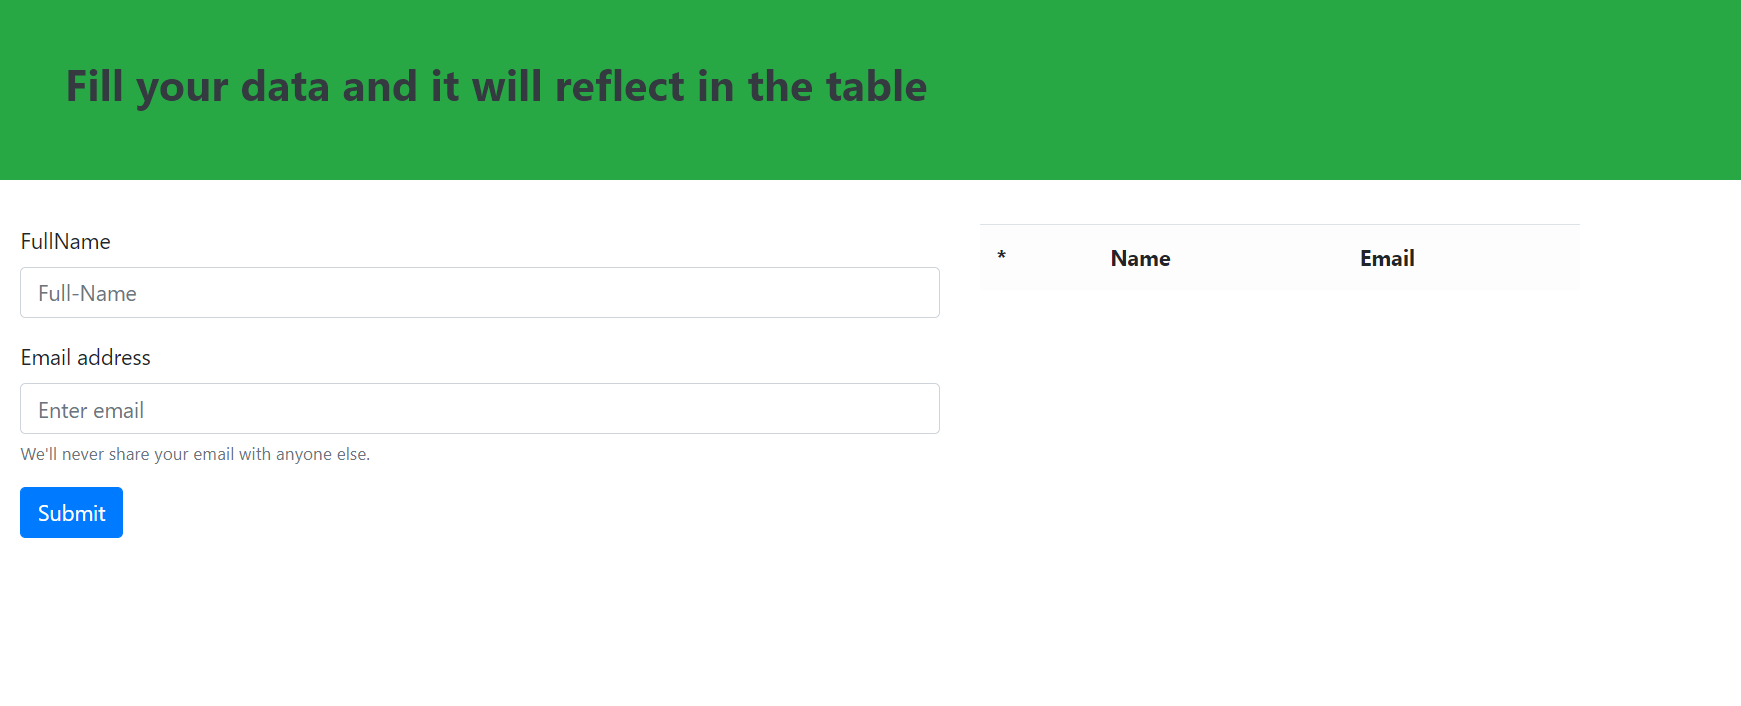 Fill your data and it will reflect in the table
FullName
Full-Name
Email address
Enter email
We'll never share your email with anyone else.
Submit
* Name Email